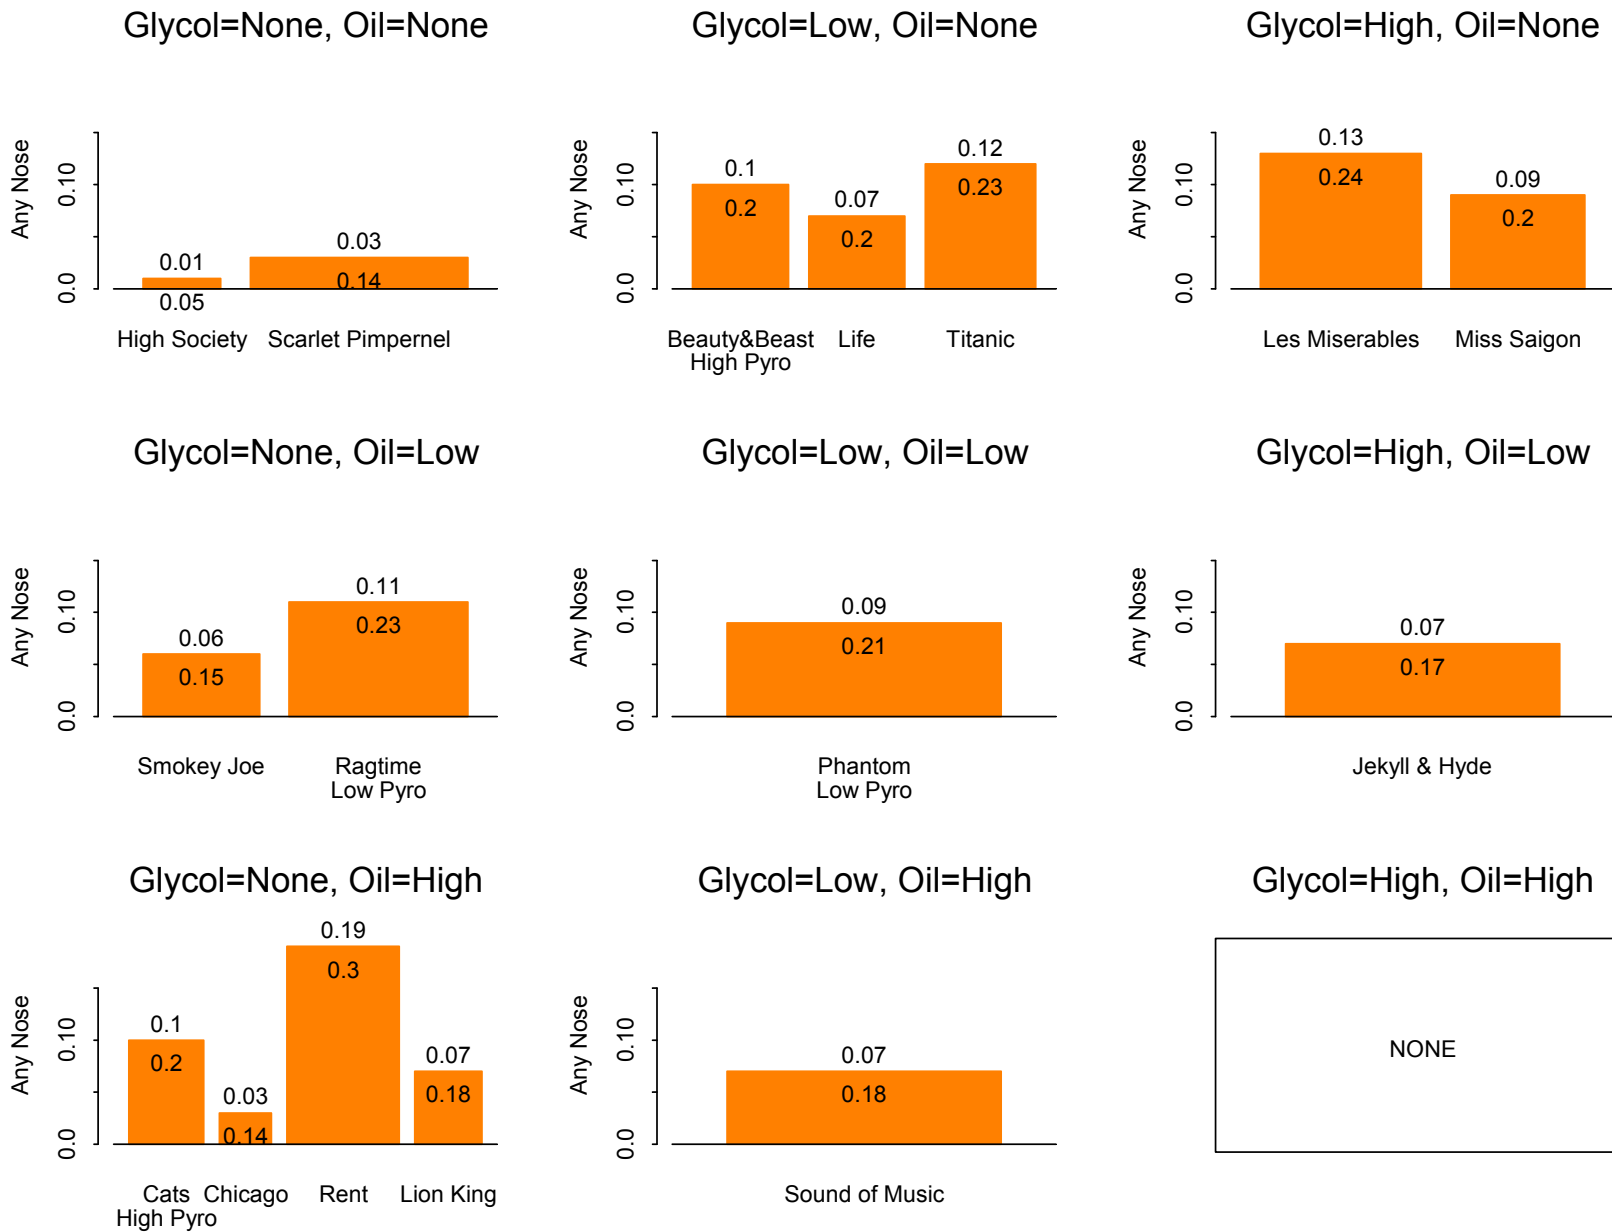 Glycol=None, Oil=None
Any Nose
0.0
0.10
0.01
0.05
0.03
0.14
High Society
Scarlet Pimpernel
Glycol=Low, Oil=None
Any Nose
0.0
0.10
0.1
0.2
0.07
0.2
0.12
0.23
Beauty&Beast
High Pyro
Life
Titanic
Glycol=High, Oil=None
Any Nose
0.0
0.10
0.13
0.24
0.09
0.2
Les Miserables
Miss Saigon
Glycol=None, Oil=Low
Any Nose
0.0
0.10
0.06
0.15
0.11
0.23
Smokey Joe
Ragtime
Low Pyro
Glycol=Low, Oil=Low
Any Nose
0.0
0.10
0.09
0.21
Phantom
Low Pyro
Glycol=High, Oil=Low
Any Nose
0.0
0.10
0.07
0.17
Jekyll & Hyde
Glycol=None, Oil=High
Any Nose
0.0
0.10
0.1
0.2
0.03
0.14
0.19
0.3
0.07
0.18
Cats
High Pyro
Chicago
Rent
Lion King
Glycol=Low, Oil=High
Any Nose
0.0
0.10
0.07
0.18
Sound of Music
Glycol=High, Oil=High
NONE